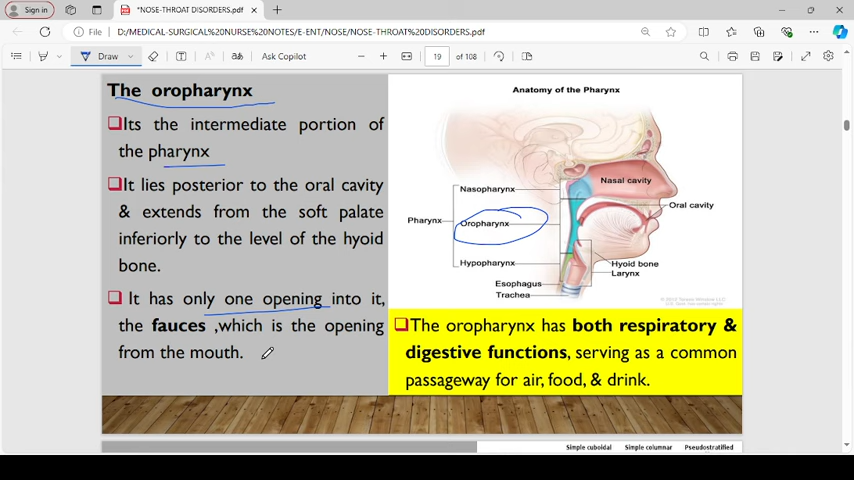 Sign in
*NOSE-THROAT DISORDERS.pdf
File
D:/MEDICAL-SURGICAL%20NURSE%20NOTES/E-ENT/NOSE/NOSE-THROAT%20DISORDERS.pdf
Draw
Ask Copilot
19 of 108
The oropharynx
Its the intermediate portion of
the pharynx
It lies posterior to the oral cavity
& extends from the soft palate
inferiorly to the level of the hyoid
bone.
It has only one opening into it,
the fauces ,which is the opening
from the mouth.
Anatomy of the Pharynx
Nasal cavity
Nasopharynx
Oral cavity
Pharynx
Oropharynx
Hypopharynx
Hyoid bone
Larynx
Esophagus
Trachea
The oropharynx has both respiratory &
digestive functions, serving as a common
passageway for air, food, & drink.
Simple cuboidal Simple columnar Pseudostratified